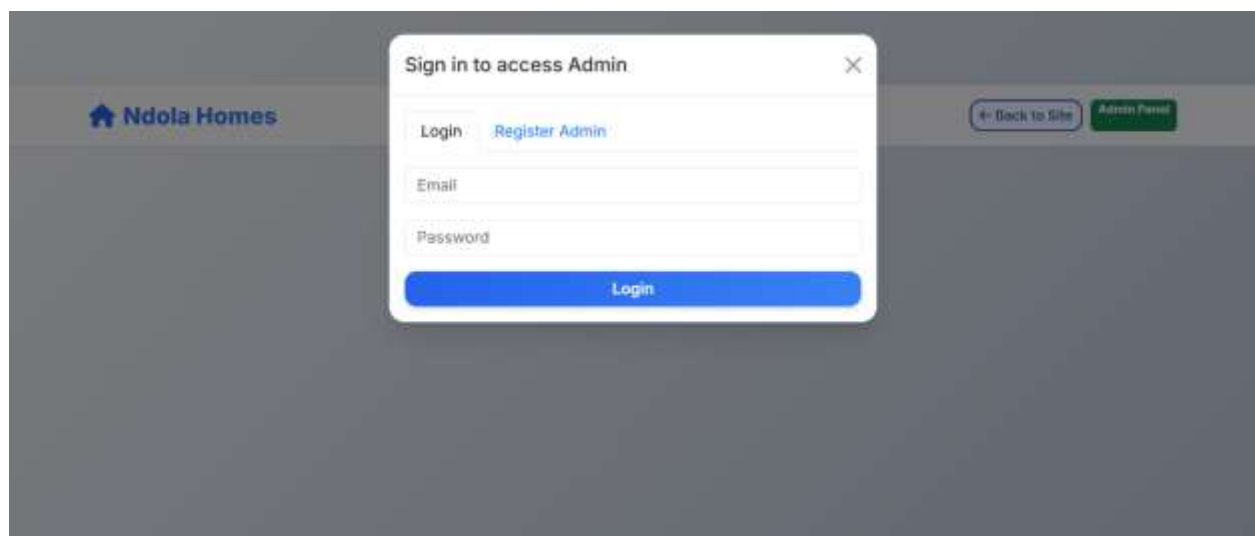 Sign in to access Admin
Ndola Homes
← Back to Site
Admin Panel
Login
Register Admin
Email
Password
Login